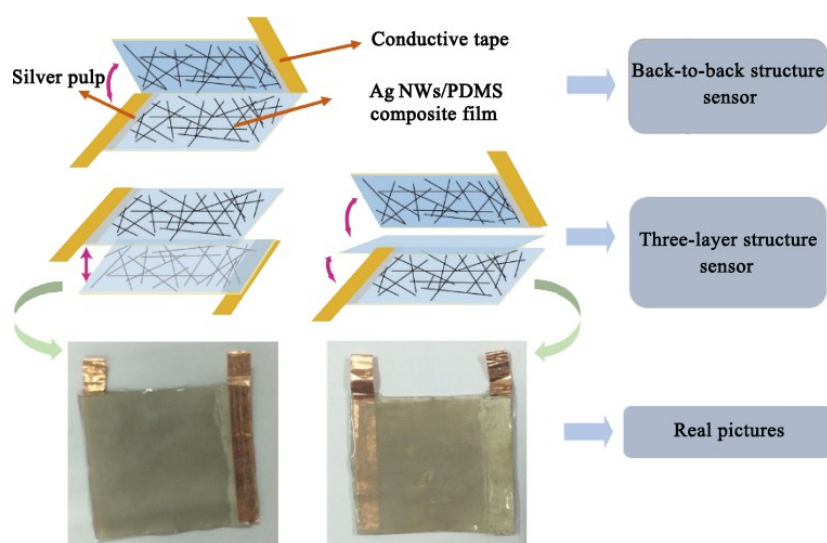 Conductive tape
Silver pulp
Ag NWs/PDMS
composite film
Back-to-back structure
sensor
Three-layer structure
sensor
Real pictures